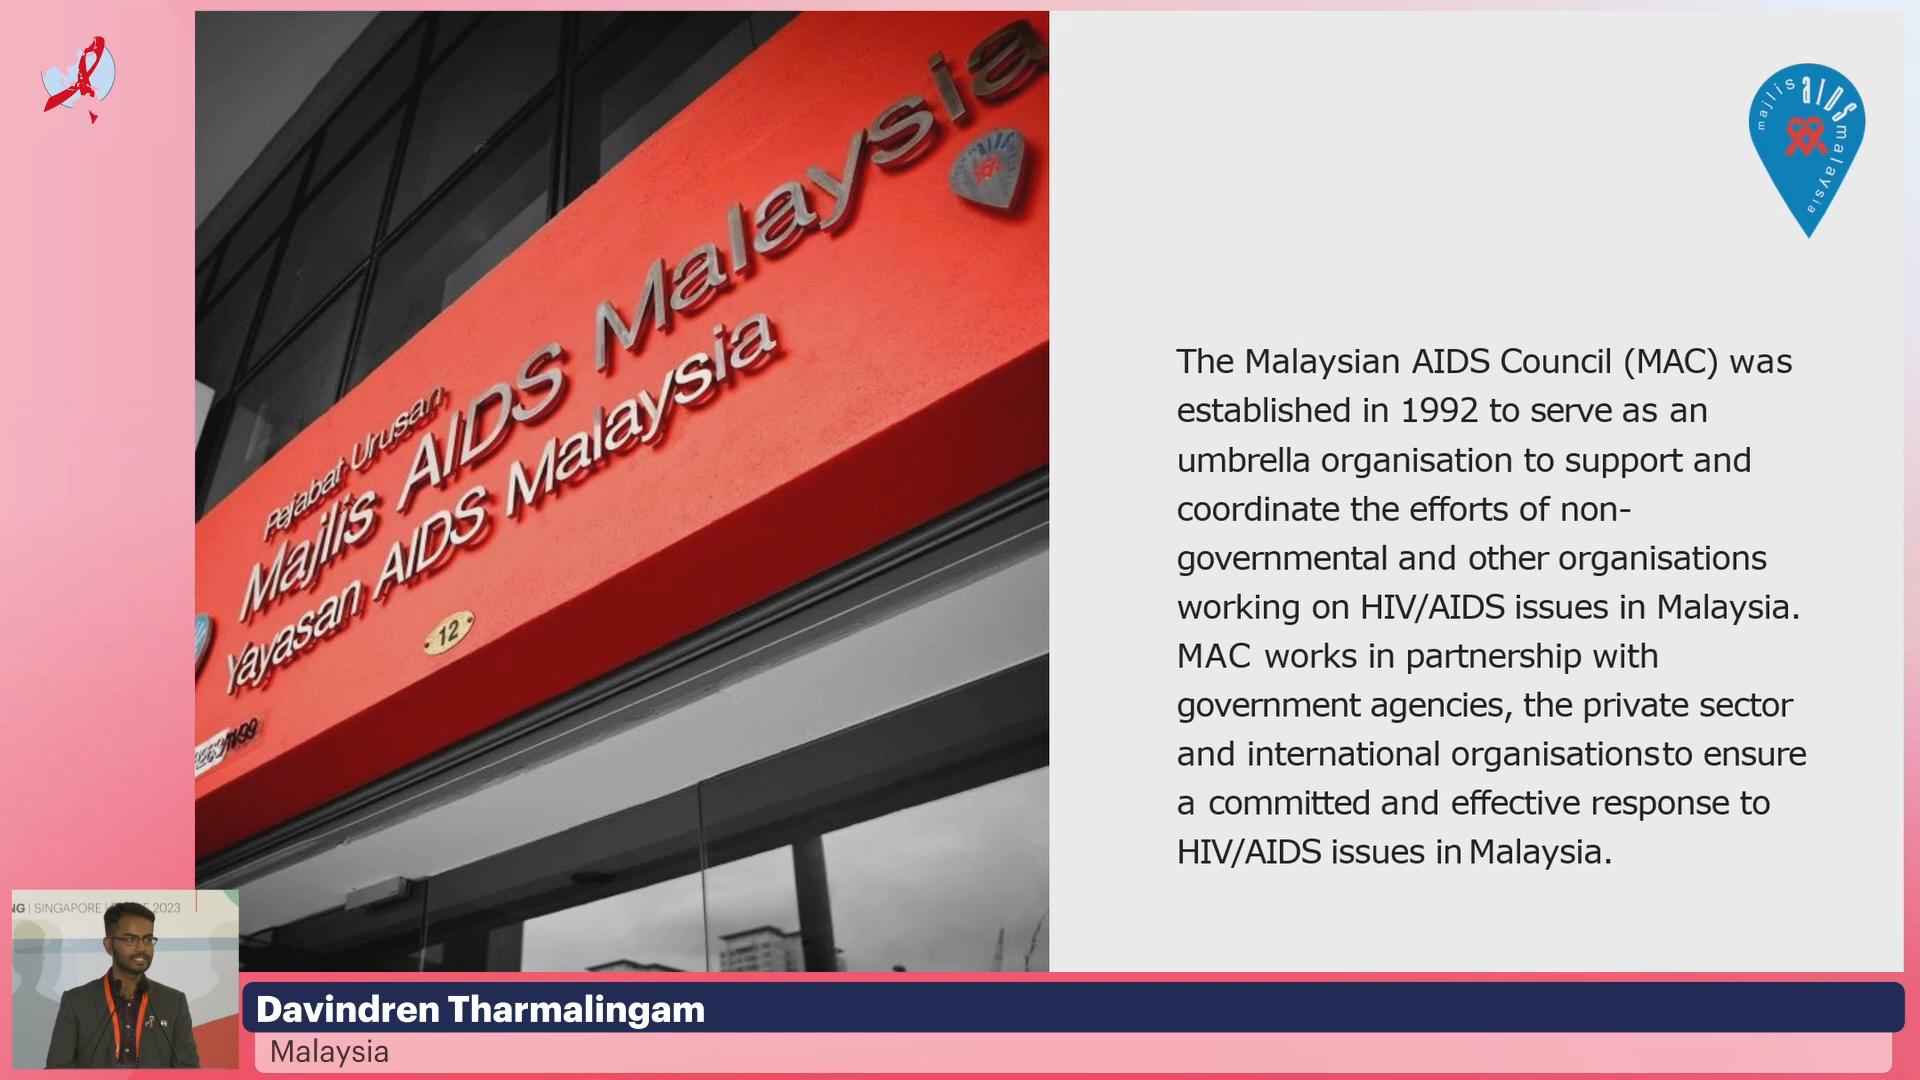 Pejabat Urusan
Majlis AIDS Malaysia
Yayasan AIDS Malaysia
12
majlis AIDS malaysia
The Malaysian AIDS Council (MAC) was
established in 1992 to serve as an
umbrella organisation to support and
coordinate the efforts of non-
governmental and other organisations
working on HIV/AIDS issues in Malaysia.
MAC works in partnership with
government agencies, the private sector
and international organisations to ensure
a committed and effective response to
HIV/AIDS issues in Malaysia.
SINGAPORE
2023
Davindren Tharmalingam
Malaysia